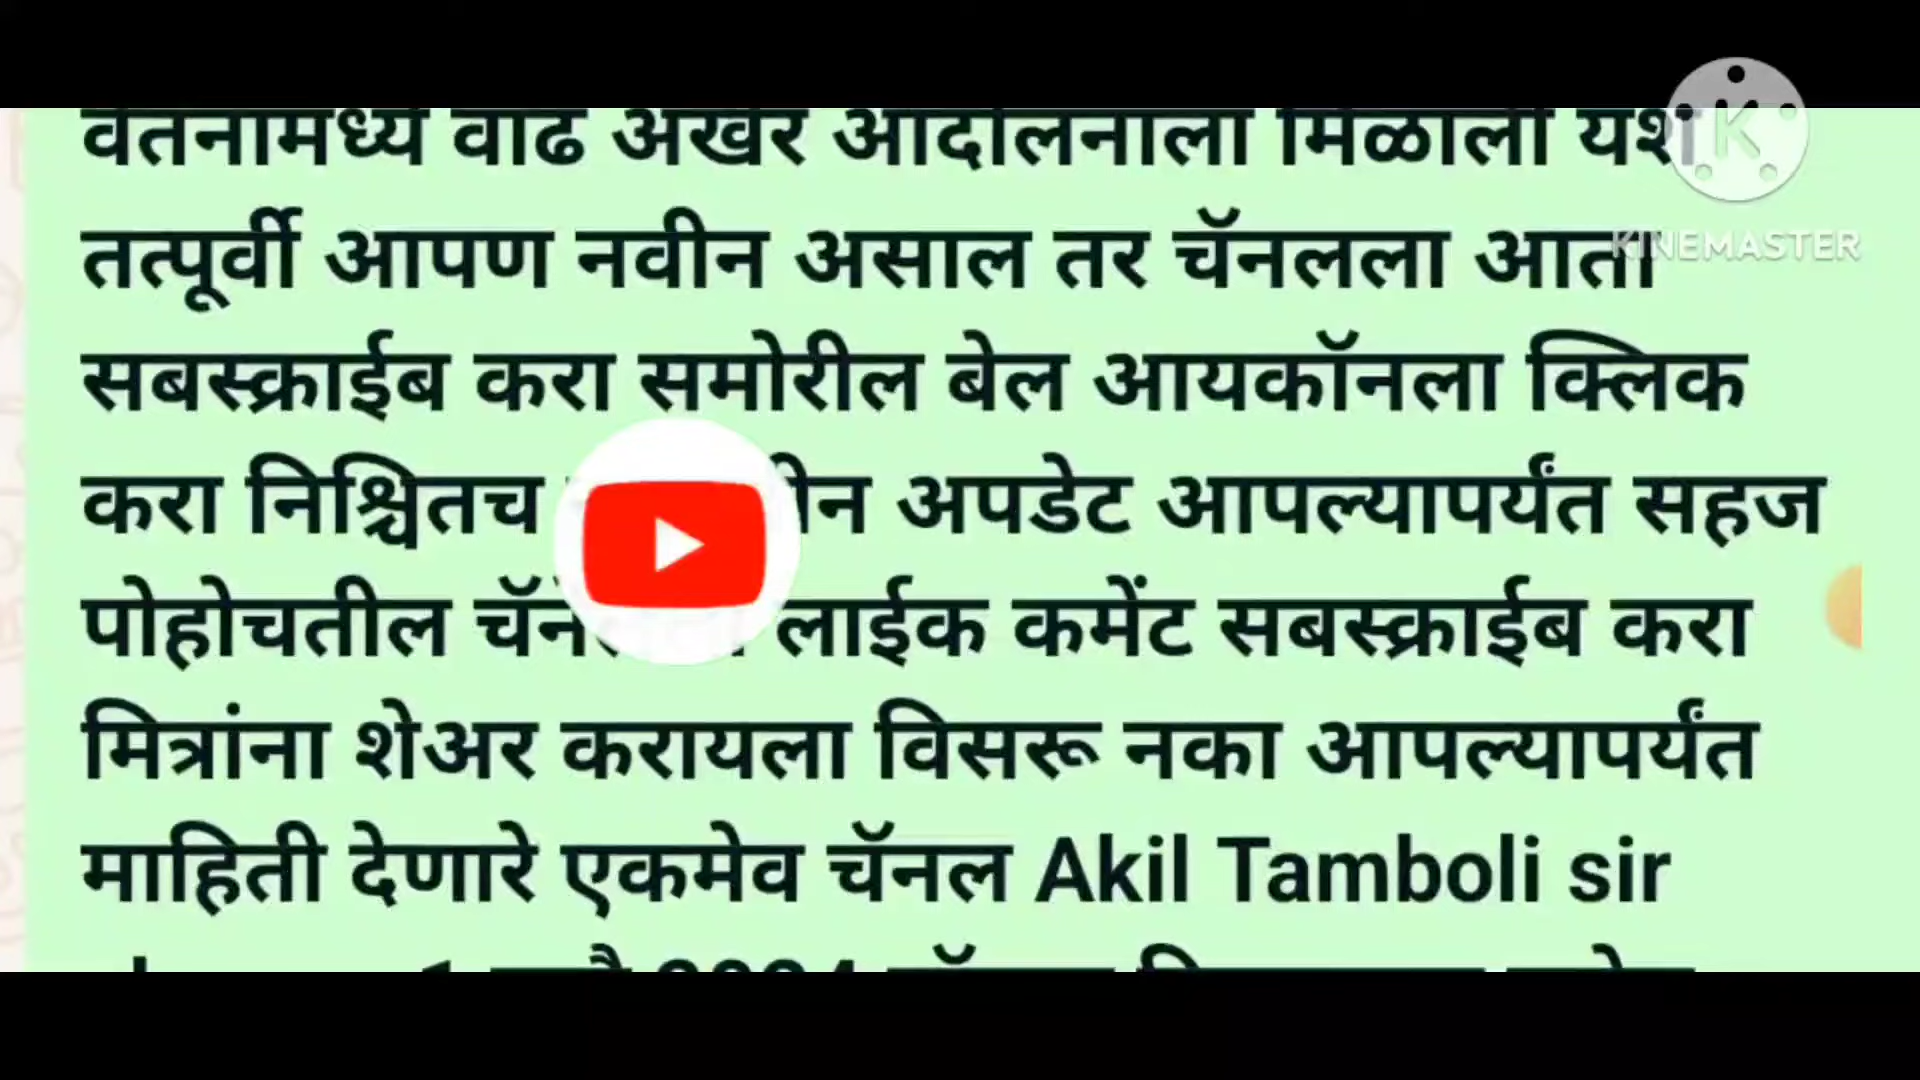 वेतनामध्ये वाढ अखेर आंदोलनाला मिळाले यश
तत्पूर्वी आपण नवीन असाल तर चॅनलला आता
KINEMASTER
सबस्क्राईब करा समोरील बेल आयकॉनला क्लिक
करा निश्चितच अपडेट आपल्यापर्यंत सहज
पोहोचतील लाईक कमेंट सबस्क्राईब करा
मित्रांना शेअर करायला विसरू नका आपल्यापर्यंत
माहिती देणारे एकमेव चॅनल Akil Tamboli sir